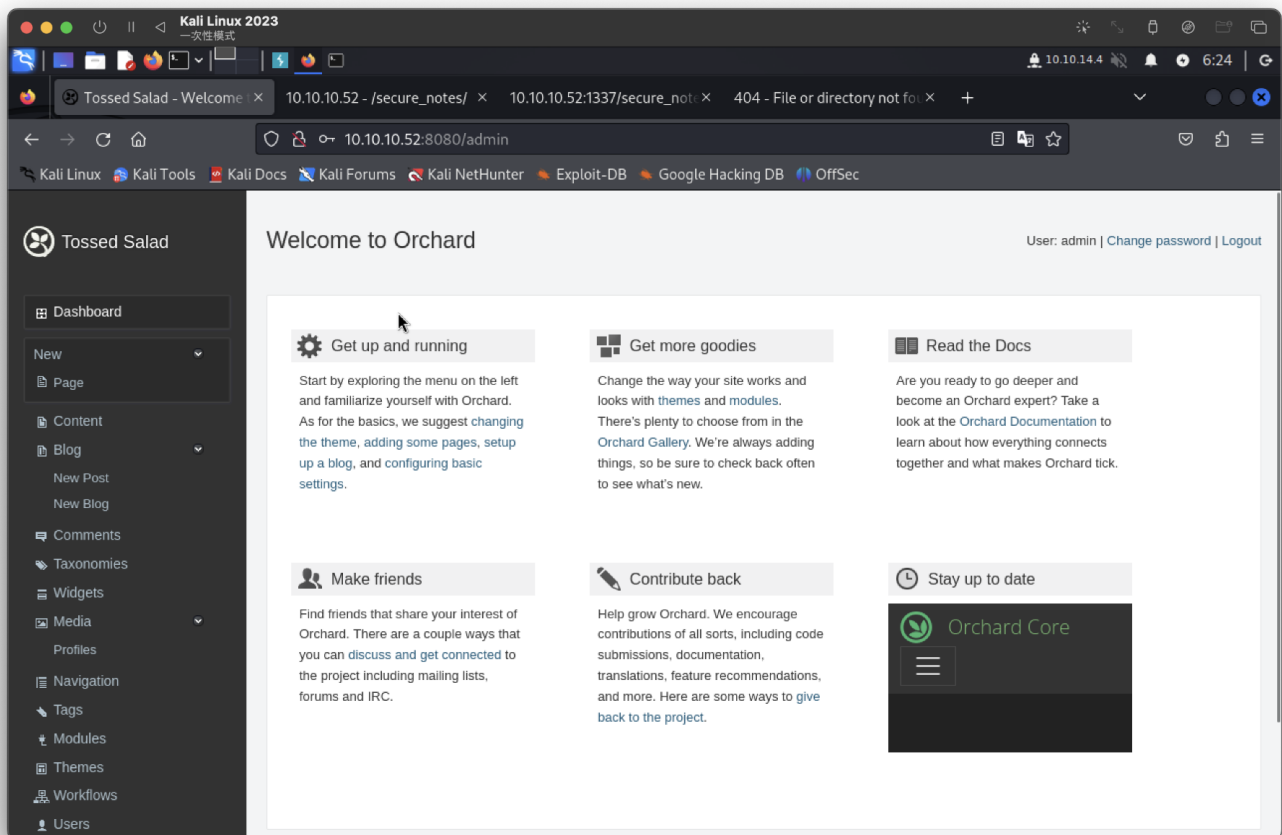 Kali Linux 2023
一次性模式
10.10.14.4
6:24
Tossed Salad - Welcome
10.10.10.52 - /secure_notes/
10.10.10.52:1337/secure_note
404 - File or directory not fou
10.10.10.52:8080/admin
Kali Linux
Kali Tools
Kali Docs
Kali Forums
Kali NetHunter
Exploit-DB
Google Hacking DB
OffSec
Tossed Salad
Welcome to Orchard
User: admin | Change password | Logout
Dashboard
New
Page
Content
Blog
New Post
New Blog
Comments
Taxonomies
Widgets
Media
Profiles
Navigation
Tags
Modules
Themes
Workflows
Users
Get up and running
Start by exploring the menu on the left
and familiarize yourself with Orchard.
As for the basics, we suggest changing
the theme, adding some pages, setup
up a blog, and configuring basic
settings.
Get more goodies
Change the way your site works and
looks with themes and modules.
There's plenty to choose from in the
Orchard Gallery. We're always adding
things, so be sure to check back often
to see what's new.
Read the Docs
Are you ready to go deeper and
become an Orchard expert? Take a
look at the Orchard Documentation to
learn about how everything connects
together and what makes Orchard tick.
Make friends
Find friends that share your interest of
Orchard. There are a couple ways that
you can discuss and get connected to
the project including mailing lists,
forums and IRC.
Contribute back
Help grow Orchard. We encourage
contributions of all sorts, including code
submissions, documentation,
translations, feature recommendations,
and more. Here are some ways to give
back to the project.
Stay up to date
Orchard Core